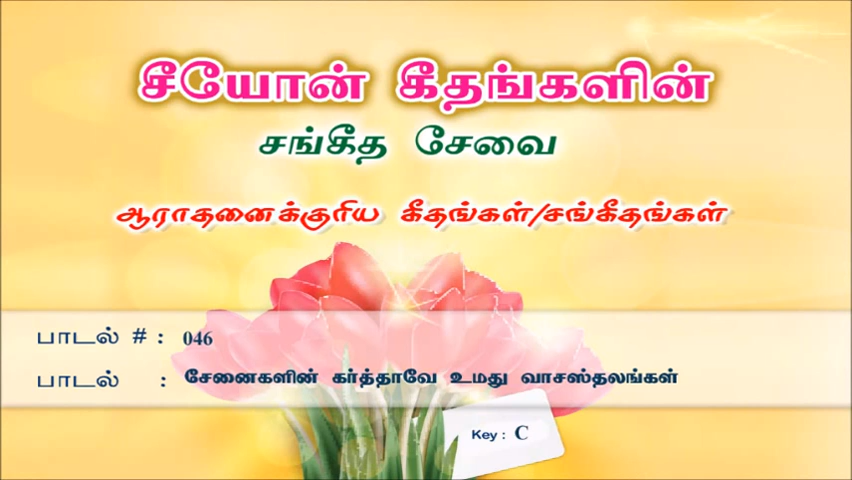 சீயோன் கீதங்களின்
சங்கீத சேவை
ஆராதனைக்குரிய கீதங்கள்/சங்கீதங்கள்
பாடல் # : 046
பாடல் : சேனைகளின் கர்த்தாவே உமது வாசஸ்தலங்கள்
Key : C